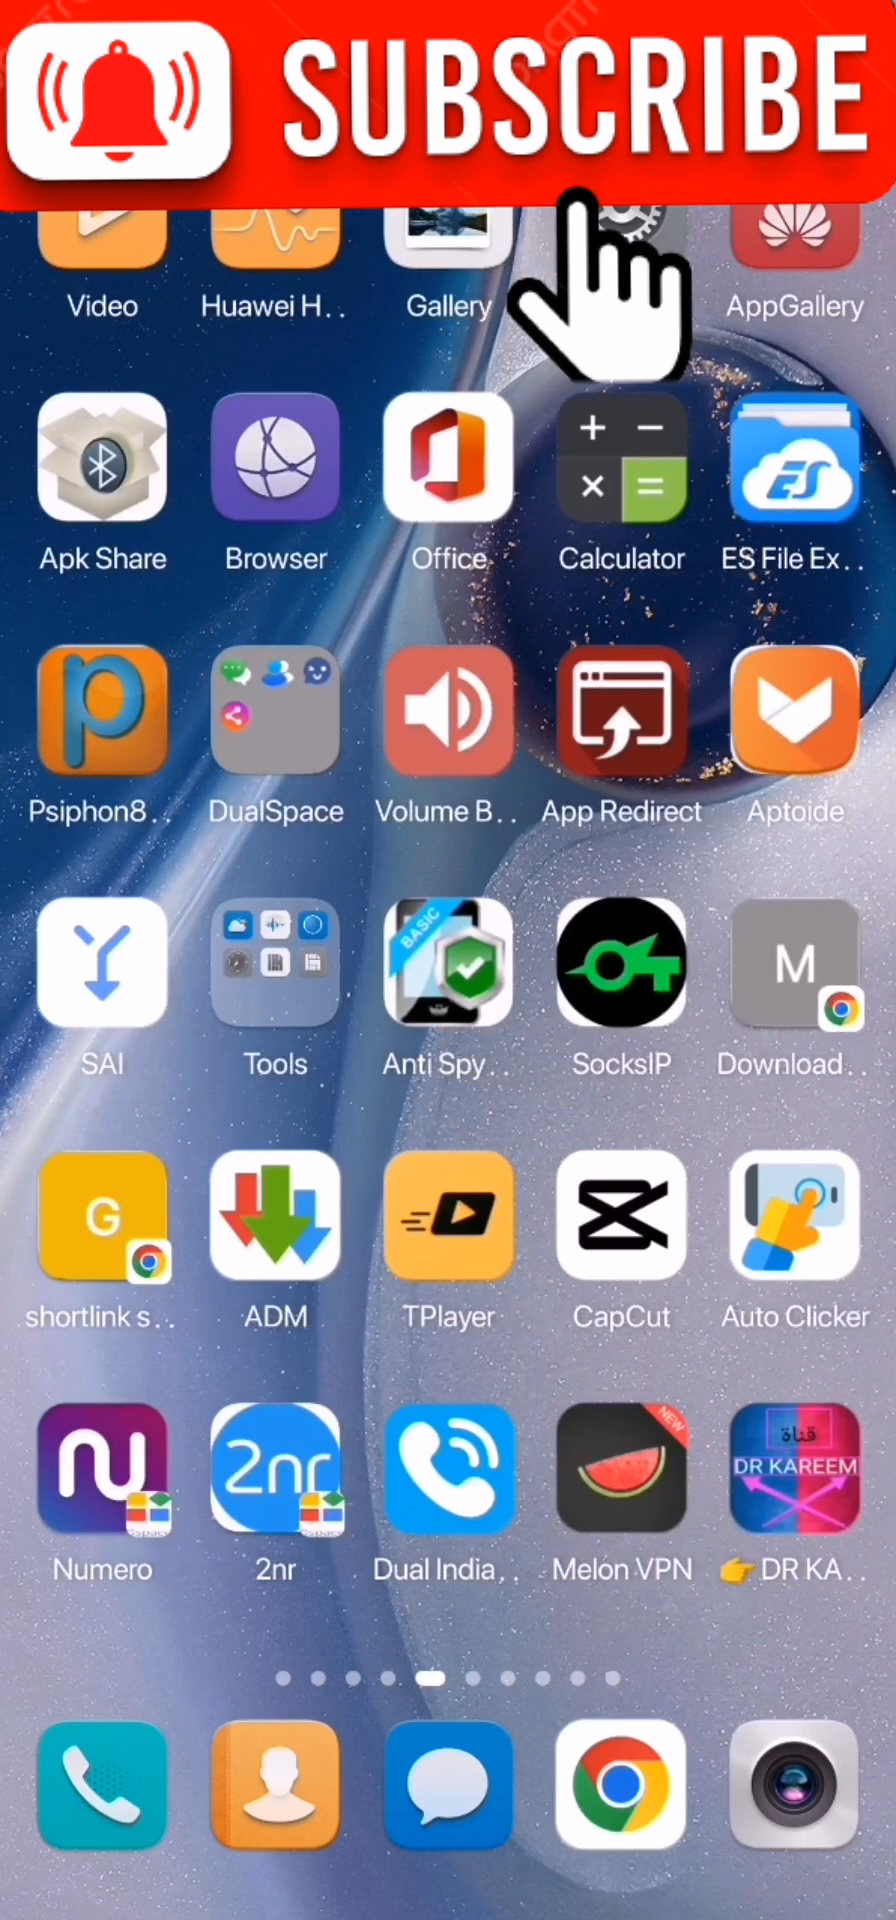 SUBSCRIBE
Video
Huawei H..
Gallery
AppGallery
Apk Share
Browser
Office
Calculator
ES
ES File Ex..
Psiphon8..
DualSpace
Volume B..
App Redirect
Aptoide
BASIC
M
SAI
Tools
Anti Spy..
SocksIP
Download..
G
shortlink s..
ADM
TPlayer
CapCut
Auto Clicker
2nr
NEW
قناة
DR KAREEM
Numero
2nr
Dual India..
Melon VPN
👉 DR KA..